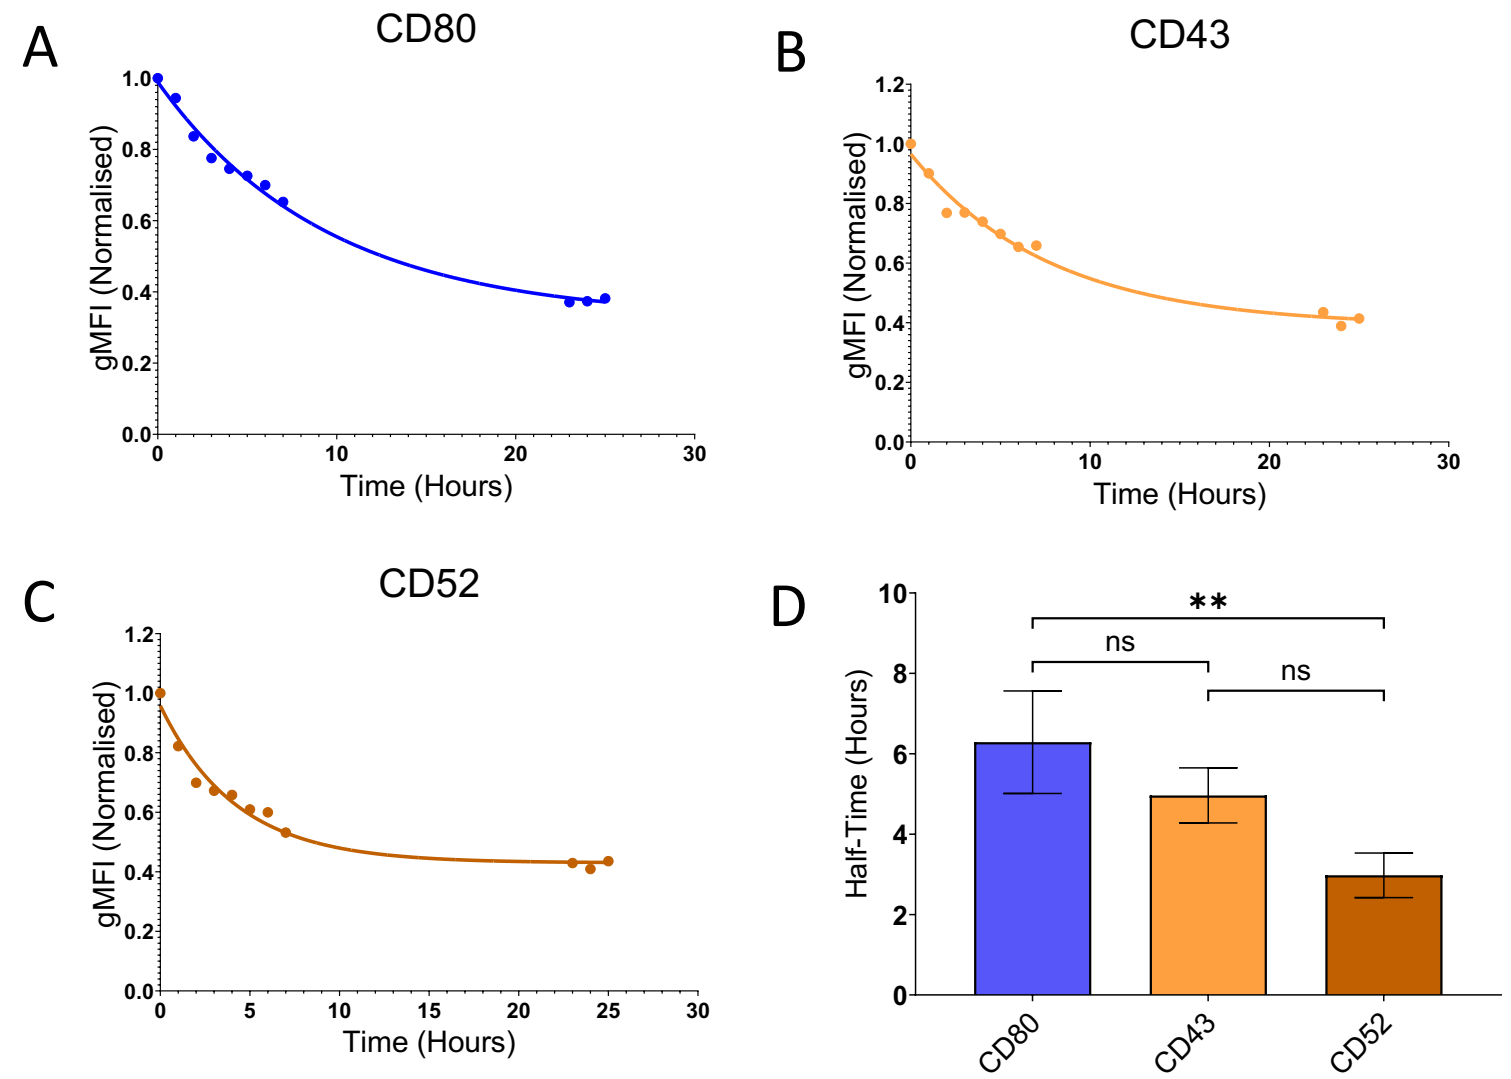 A
CD80
gMFI (Normalised)
1.0
0.8
0.6
0.4
0.2
0.0
0 10 20 30
Time (Hours)
B
CD43
gMFI (Normalised)
1.2
1.0
0.8
0.6
0.4
0.2
0.0
0 10 20 30
Time (Hours)
C
CD52
gMFI (Normalised)
1.2
1.0
0.8
0.6
0.4
0.2
0.0
0 5 10 15 20 25 30
Time (Hours)
D
Half-Time (Hours)
10
8
6
4
2
0
**
ns
ns
CD80 CD43 CD52